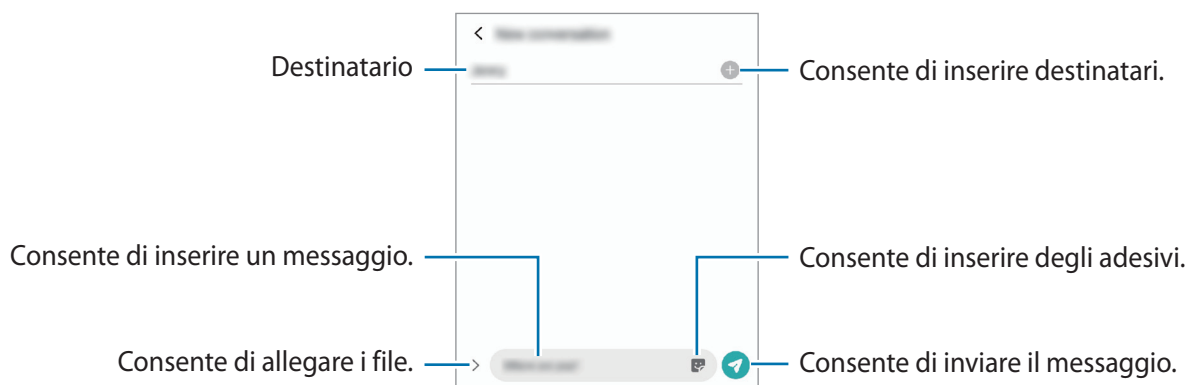 Destinatario
Consente di inserire destinatari.
Consente di inserire un messaggio.
Consente di inserire degli adesivi.
Consente di allegare i file.
Consente di inviare il messaggio.